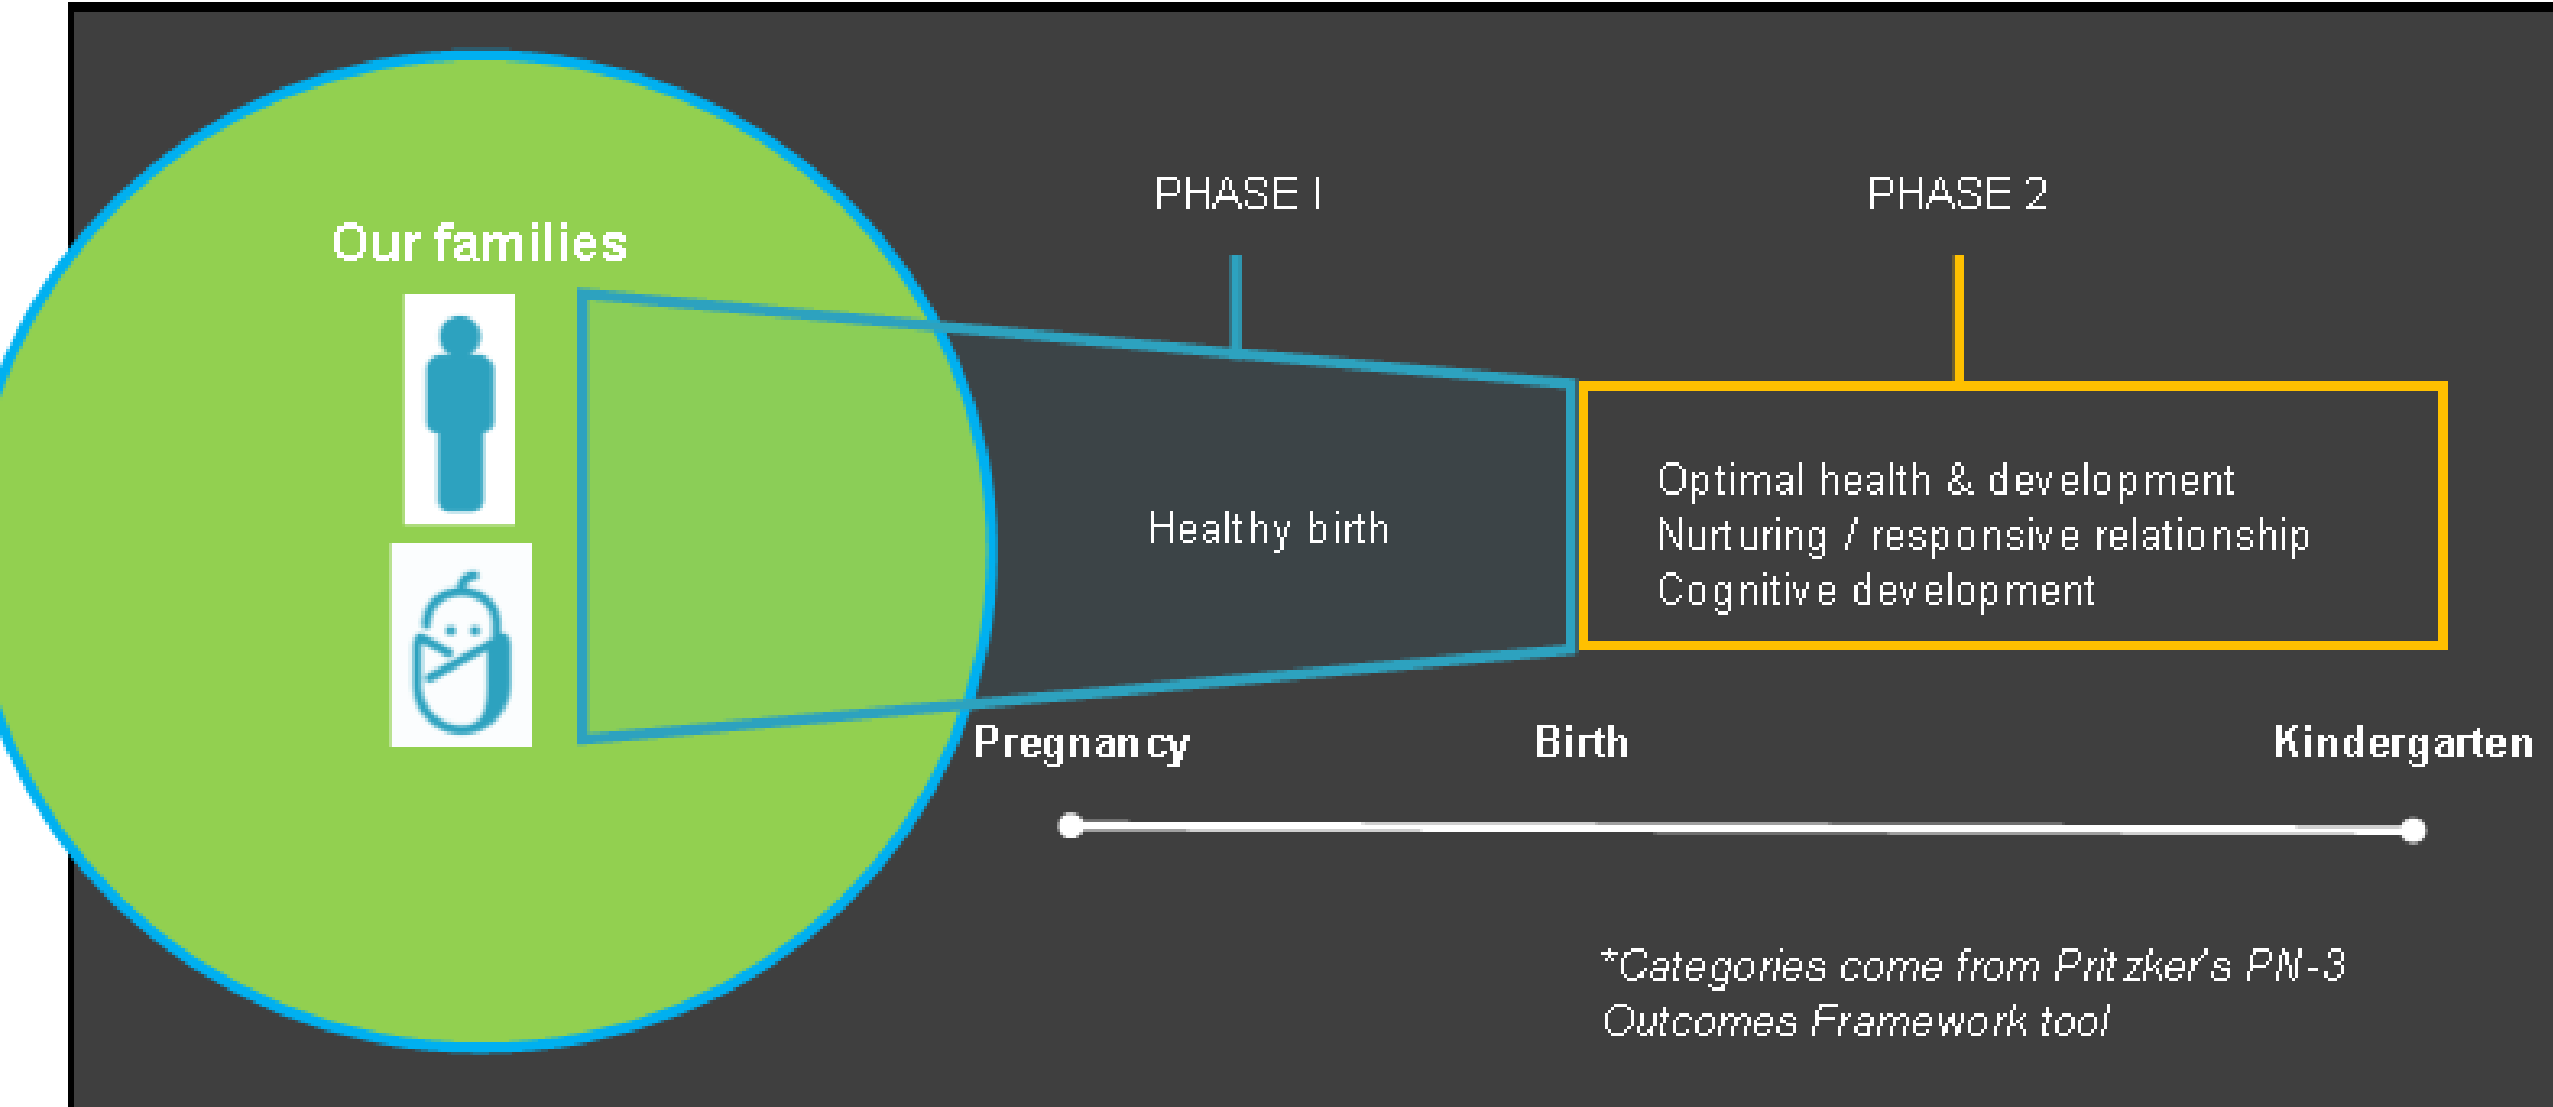 Our families
PHASE I
PHASE 2
Healthy birth
Optimal health & development
Nurturing / responsive relationship
Cognitive development
Pregnancy
Birth
Kindergarten
*Categories come from Pritzker's PN-3
Outcomes Framework tool